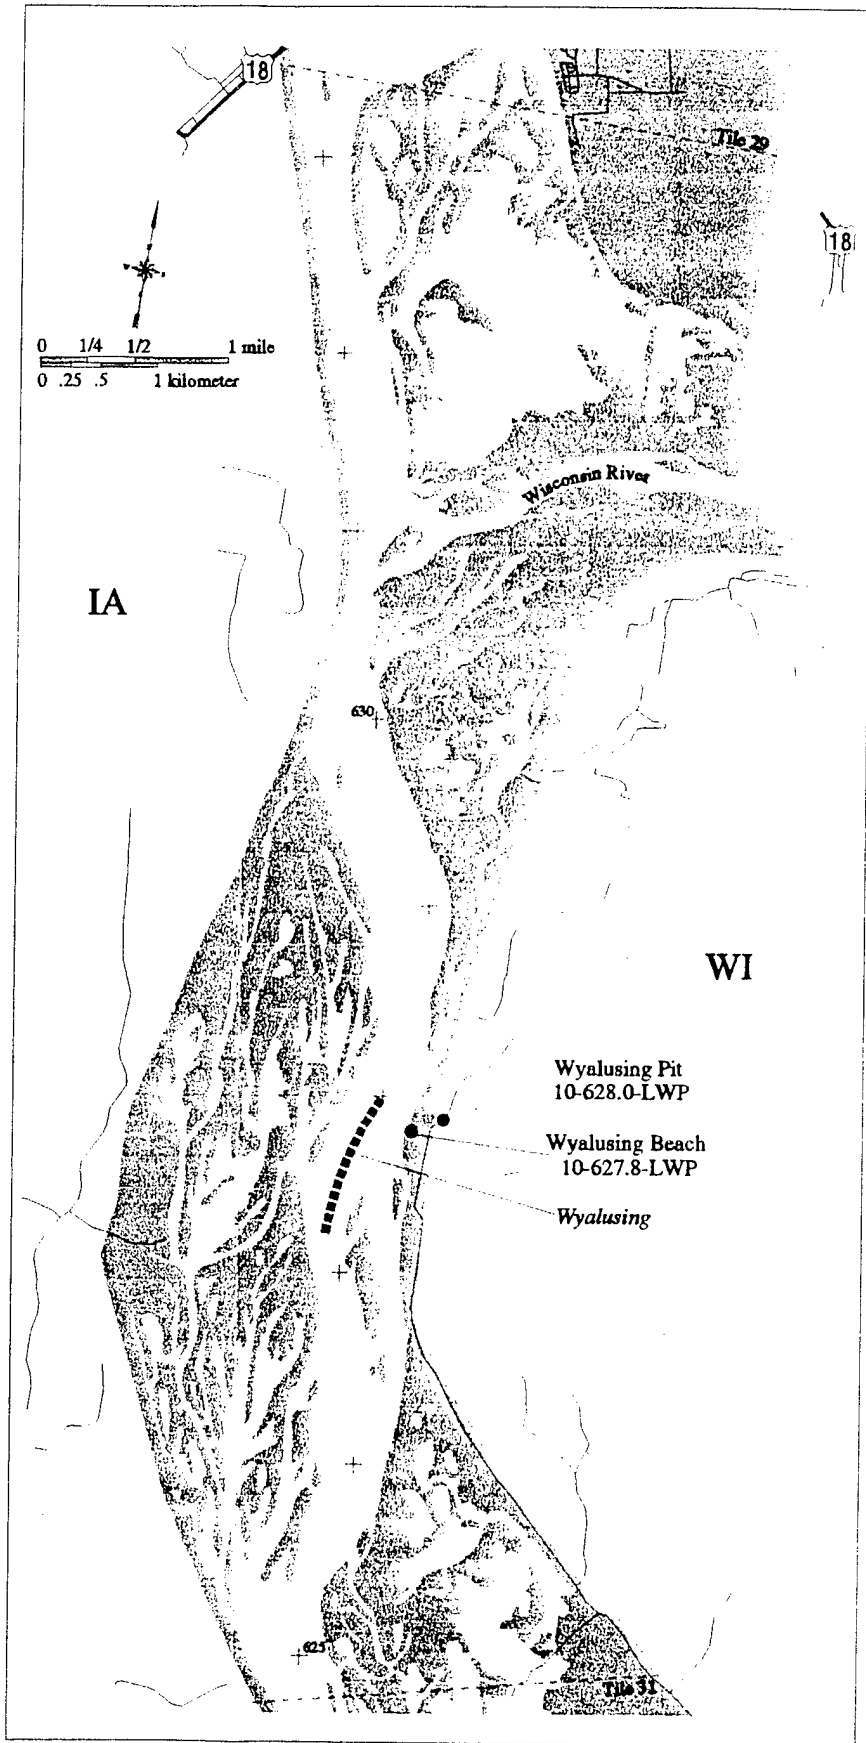 18
Tile 29
18
0 1/4 1/2 1 mile
0 .25 .5 1 kilometer
Wisconsin River
IA
630
WI
Wyalusing Pit
10-628.0-LWP
Wyalusing Beach
10-627.8-LWP
Wyalusing
625
Tile 31